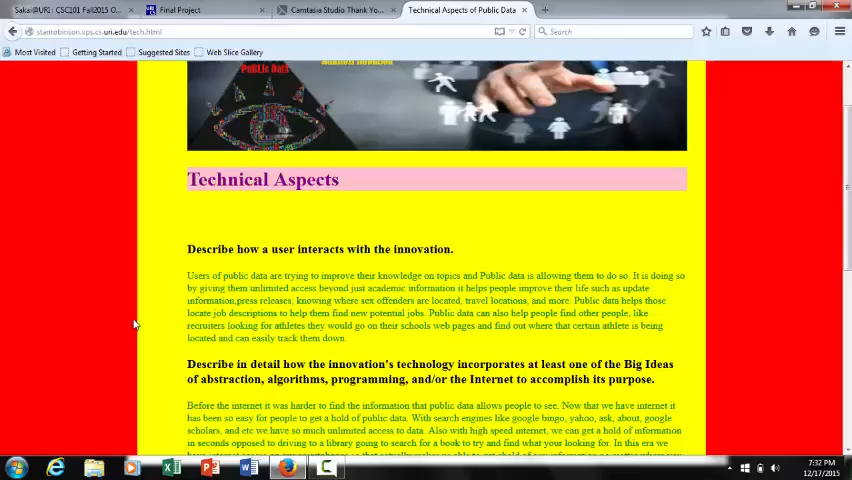 Sakai@URI : CSC101 Fall2015 O...
Final Project
Camtasia Studio Thank Yo...
Technical Aspects of Public Data
stanrobinson.vps.cs.uri.edu/tech.html
Search
Most Visited
Getting Started
Suggested Sites
Web Slice Gallery
PubLic Data
Technical Aspects
Describe how a user interacts with the innovation.
Users of public data are trying to improve their knowledge on topics and Public data is allowing them to do so. It is doing so
by giving them unlimited access beyond just academic information it helps people improve their life such as update
information,press releases, knowing where sex offenders are located, travel locations, and more. Public data helps those
locate job descriptions to help them find new potential jobs. Public data can also help people find other people, like
recruiters looking for athletes they would go on their schools web pages and find out where that certain athlete is being
located and can easily track them down.
Describe in detail how the innovation's technology incorporates at least one of the Big Ideas
of abstraction, algorithms, programming, and/or the Internet to accomplish its purpose.
Before the internet it was harder to find the information that public data allows people to see. Now that we have internet it
has been so easy for people to get a hold of public data. With search engines like google bingo, yahoo, ask, about, google
scholars, and etc we have so much unlimited access to data. Also with high speed internet, we can get a hold of information
in seconds opposed to driving to a library going to search for a book to try and find what your looking for. In this era we
7:32 PM
12/17/2015